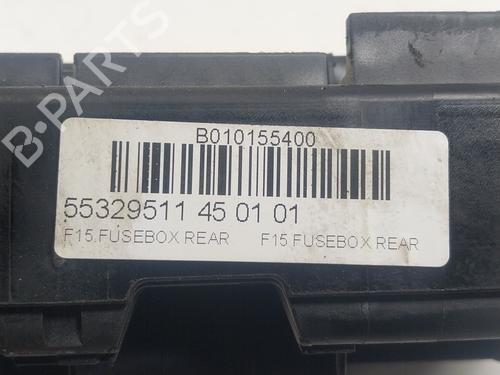 B010155400
55329511 45 01 01
F15.FUSEBOX REAR F15.FUSEBOX REAR
B-PARTS